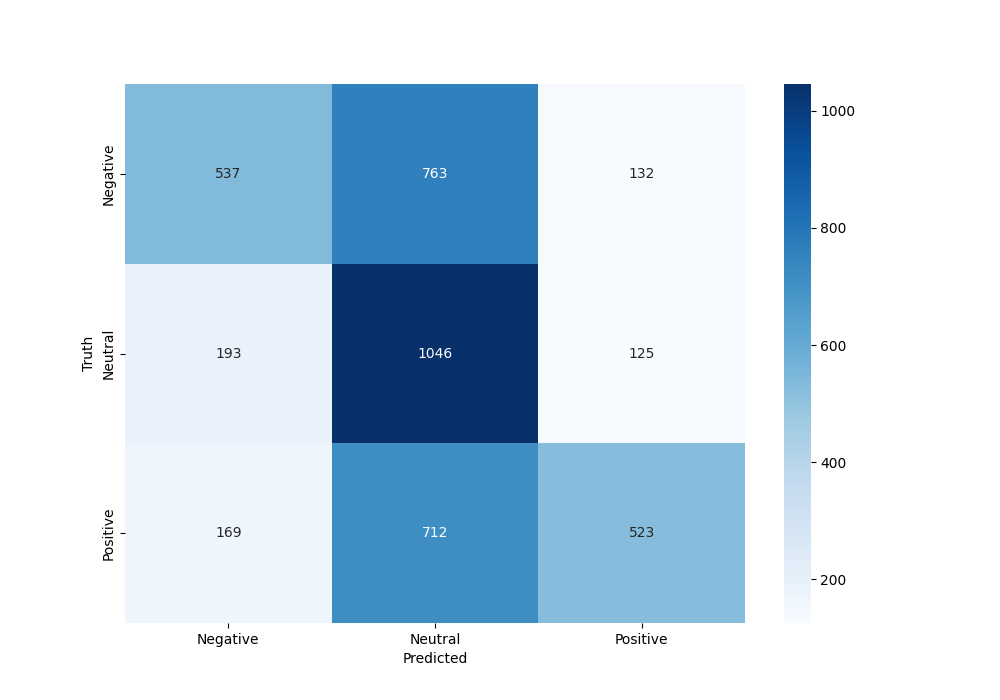 Negative 537 763 132
Truth
Neutral 193 1046 125
Positive 169 712 523
Negative Neutral Positive
Predicted
1000
800
600
400
200